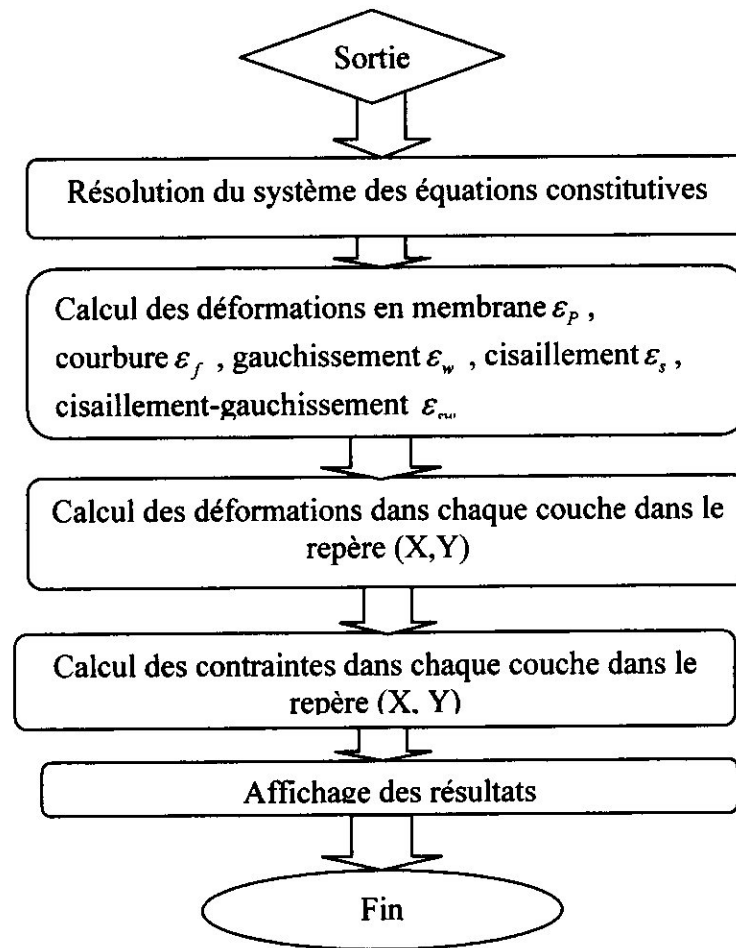 Sortie
Résolution du système des équations constitutives
Calcul des déformations en membrane ε_P ,
courbure ε_f , gauchissement ε_w , cisaillement ε_s ,
cisaillement-gauchissement
Calcul des déformations dans chaque couche dans le
repère (X,Y)
Calcul des contraintes dans chaque couche dans le
repère (X, Y)
Affichage des résultats
Fin